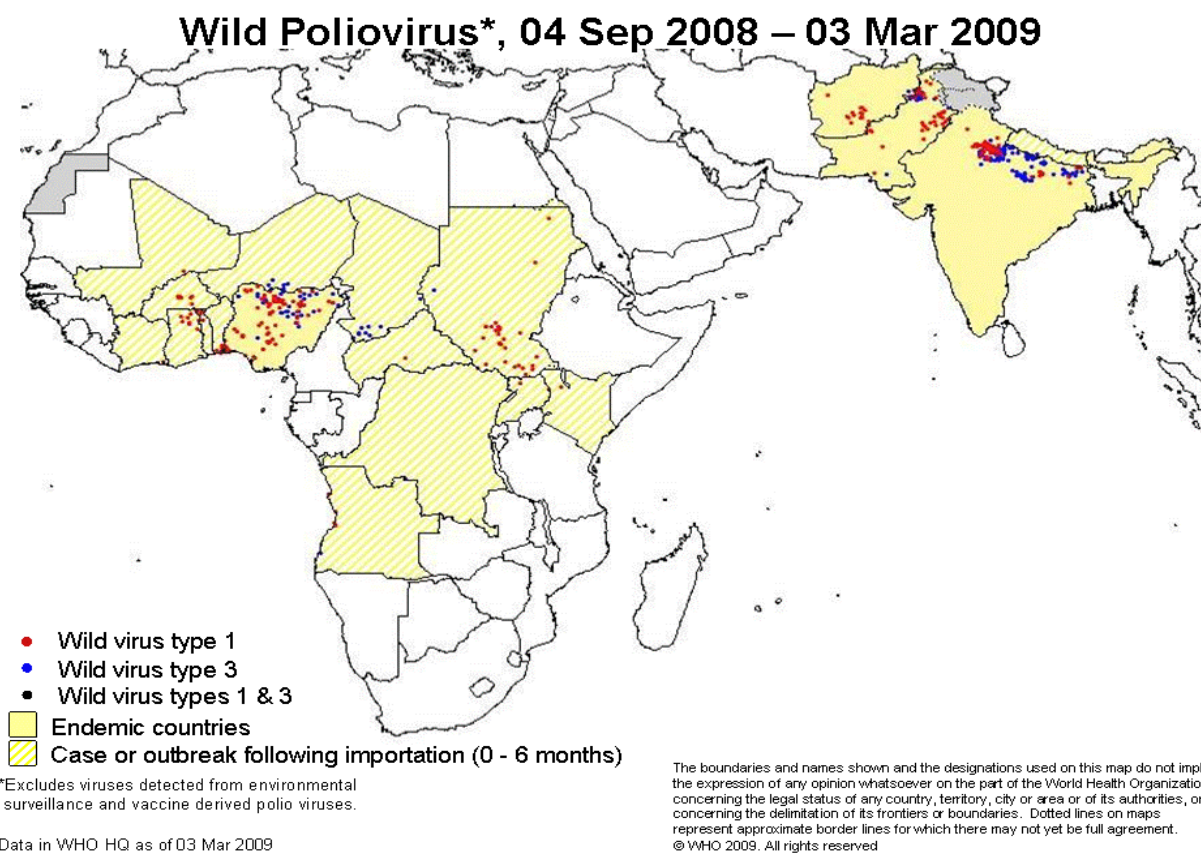 Wild Poliovirus*, 04 Sep 2008 – 03 Mar 2009
Wild virus type 1
Wild virus type 3
Wild virus types 1 & 3
Endemic countries
Case or outbreak following importation (0 - 6 months)
*Excludes viruses detected from environmental
surveillance and vaccine derived polio viruses.
Data in WHO HQ as of 03 Mar 2009
The boundaries and names shown and the designations used on this map do not impl
the expression of any opinion whatsoever on the part of the World Health Organizatio
concerning the legal status of any country, territory, city or area or of its authorities, or
concerning the delimitation of its frontiers or boundaries. Dotted lines on maps
represent approximate border lines for which there may not yet be full agreement.
© WHO 2009. All rights reserved